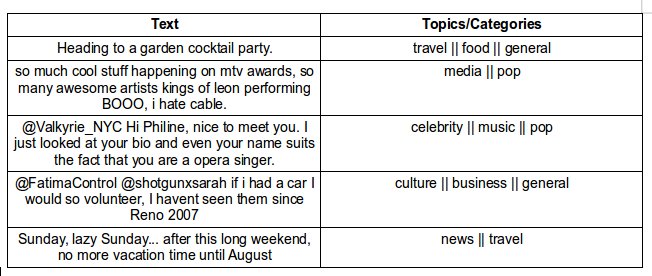 Text Topics/Categories
Heading to a garden cocktail party. travel || food || general
so much cool stuff happening on mtv awards, so media || pop
many awesome artists kings of leon performing
BOOO, i hate cable.
@Valkyrie_NYC Hi Philine, nice to meet you. I celebrity || music || pop
just looked at your bio and even your name suits
the fact that you are a opera singer.
@FatimaControl @shotgunxsarah if i had a car I culture || business || general
would so volunteer, I havent seen them since
Reno 2007
Sunday, lazy Sunday... after this long weekend, news || travel
no more vacation time until August